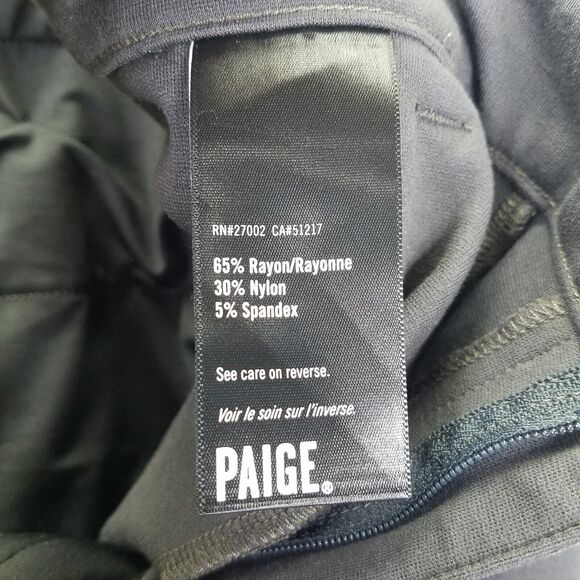 RN#27002 CA#51217
65% Rayon/Rayonne
30% Nylon
5% Spandex
See care on reverse.
Voir le soin sur l'inverse.
PAIGE.